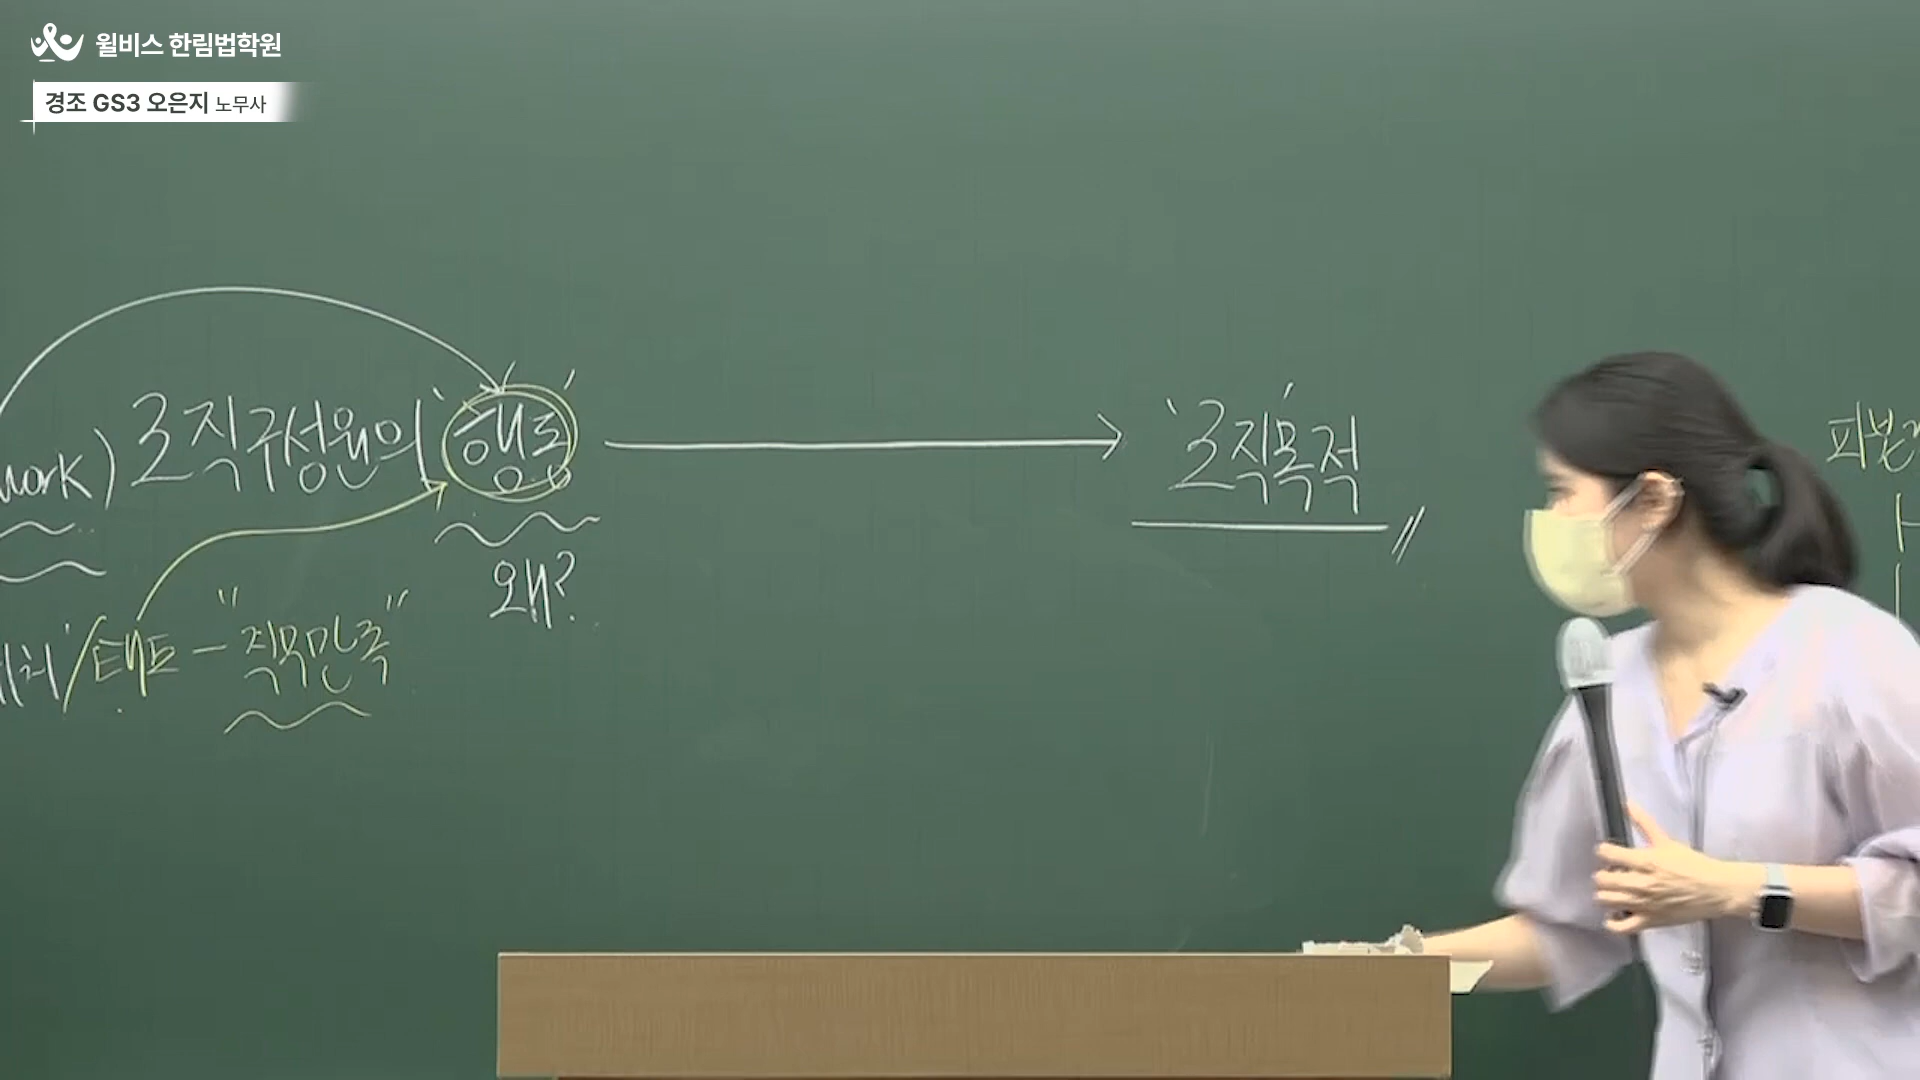 윌비스 한림법학원
경조 GS3 오은지 노무사
work) 조직구성원의 '행동' → '조직목적'
왜?
/태도 - "직무만족"